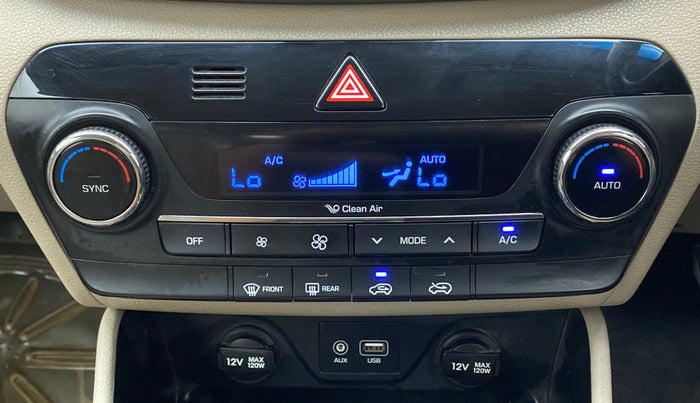 A/C AUTO
Lo Lo
SYNC AUTO
Clean Air
OFF MODE A/C
FRONT REAR
12V MAX 120W AUX USB 12V MAX 120W